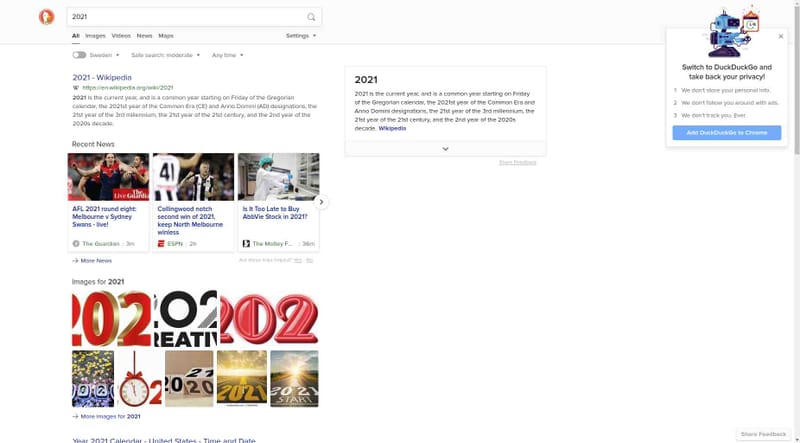 2021
All Images Videos News Maps Settings
Sweden Safe search: moderate Any time
2021 - Wikipedia
https://en.wikipedia.org/wiki/2021
2021 is the current year, and is a common year starting on Friday of the Gregorian
calendar, the 2021st year of the Common Era (CE) and Anno Domini (AD) designations, the
21st year of the 3rd millennium, the 21st year of the 21st century, and the 2nd year of the
2020s decade.
Recent News
Live Guardi
41
AFL 2021 round eight:
Melbourne v Sydney
Swans - live!
The Guardian : 3m
Collingwood notch
second win of 2021,
keep North Melbourne
winless
ESPN : 2h
Is It Too Late to Buy
AbbVie Stock in 2021?
The Motley F... : 36m
More News
Are these links helpful? Yes No
Images for 2021
202
202
REATIV
202
2021
2021
2021
START
More Images for 2021
Year 2021 Calendar - United States - Time and Date
2021
2021 is the current year, and is a common year starting on Friday of
the Gregorian calendar, the 2021st year of the Common Era and
Anno Domini designations, the 21st year of the 3rd millennium, the
21st year of the 21st century, and the 2nd year of the 2020s
decade. Wikipedia
Share Feedback
Switch to DuckDuckGo and
take back your privacy!
1 We don't store your personal info.
2 We don't follow you around with ads.
3 We don't track you. Ever.
Add DuckDuckGo to Chrome
Share Feedback